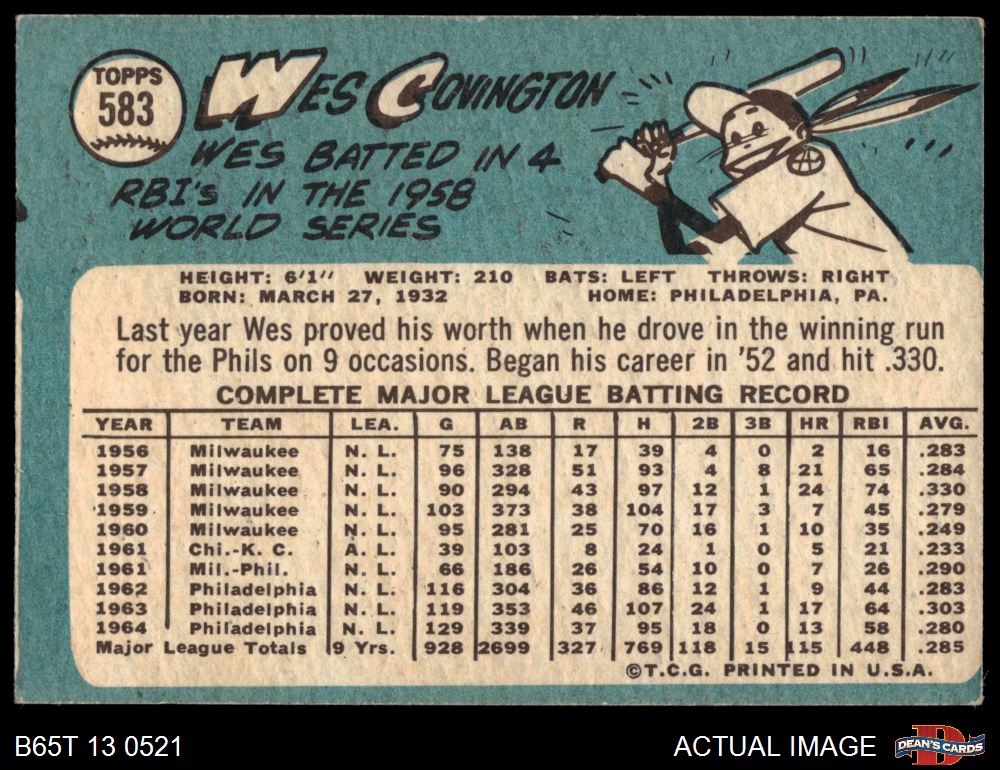 TOPPS
583
WES COVINGTON
WES BATTED IN 4
RBI'S IN THE 1958
WORLD SERIES
HEIGHT: 6'1" WEIGHT: 210 BATS: LEFT THROWS: RIGHT
BORN: MARCH 27, 1932 HOME: PHILADELPHIA, PA.
Last year Wes proved his worth when he drove in the winning run
for the Phils on 9 occasions. Began his career in '52 and hit .330.
COMPLETE MAJOR LEAGUE BATTING RECORD
YEAR TEAM LEA. G AB R H 2B 3B HR RBI AVG.
1956 Milwaukee N. L. 75 138 17 39 4 0 2 16 .283
1957 Milwaukee N. L. 96 328 51 93 4 8 21 65 .284
1958 Milwaukee N. L. 90 294 43 97 12 1 24 74 .330
1959 Milwaukee N. L. 103 373 38 104 17 3 7 45 .279
1960 Milwaukee N. L. 95 281 25 70 16 1 10 35 .249
1961 Chi.-K. C. A. L. 39 103 8 24 1 0 5 21 .233
1961 Mil.-Phil. N. L. 66 186 26 54 10 0 7 26 .290
1962 Philadelphia N. L. 116 304 36 86 12 1 9 44 .283
1963 Philadelphia N. L. 119 353 46 107 24 1 17 64 .303
1964 Philadelphia N. L. 129 339 37 95 18 0 13 58 .280
Major League Totals 9 Yrs. 928 2699 327 769 118 15 115 448 .285
©T.C.G. PRINTED IN U.S.A.
B65T 13 0521 ACTUAL IMAGE D DEAN'S CARDS